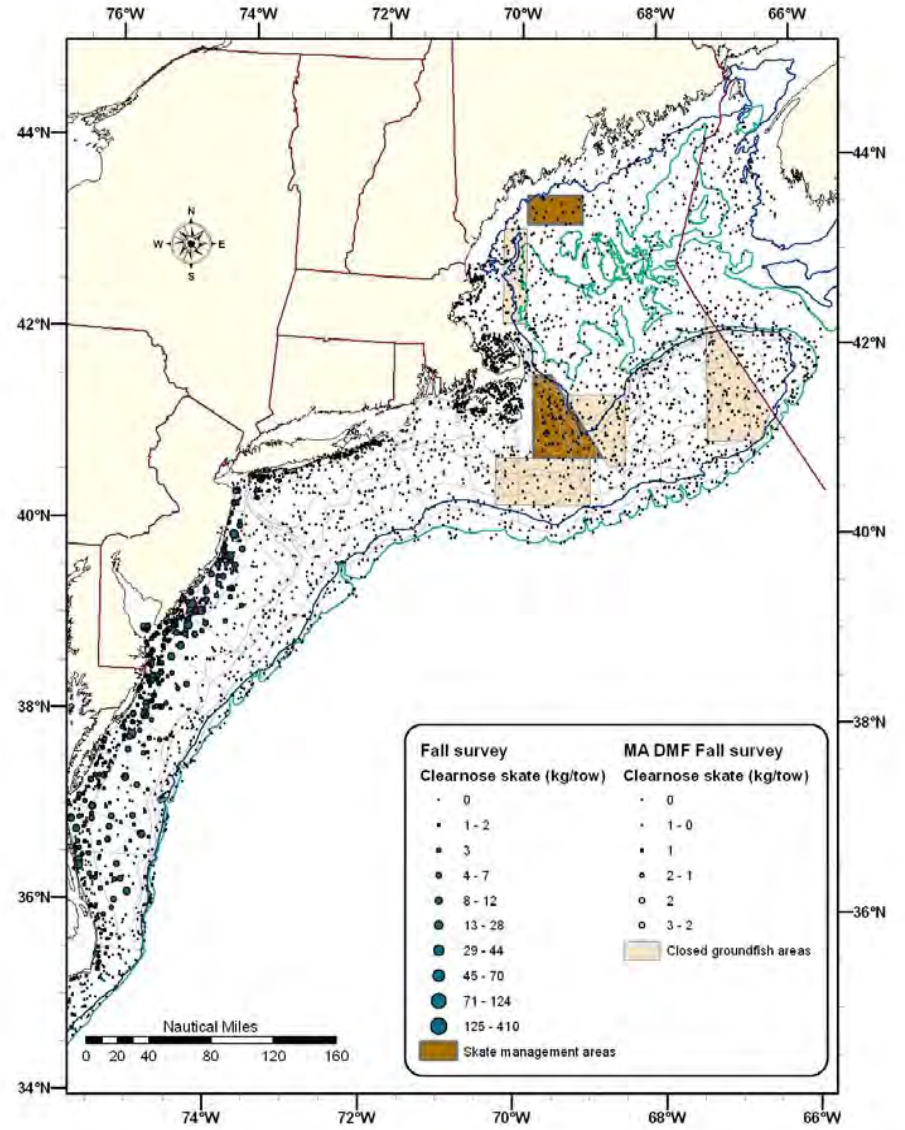 76°W 74°W 72°W 70°W 68°W 66°W
44°N 44°N
N
W E
S
42°N 42°N
40°N 40°N
38°N 38°N
36°N 36°N
34°N
Fall survey
Clearnose skate (kg/tow)
0
1 - 2
3
4 - 7
8 - 12
13 - 28
29 - 44
45 - 70
71 - 124
125 - 410
Skate management areas
MA DMF Fall survey
Clearnose skate (kg/tow)
0
1 - 0
1
2 - 1
2
3 - 2
Closed groundfish areas
Nautical Miles
0 20 40 80 120 160
74°W 72°W 70°W 68°W 66°W